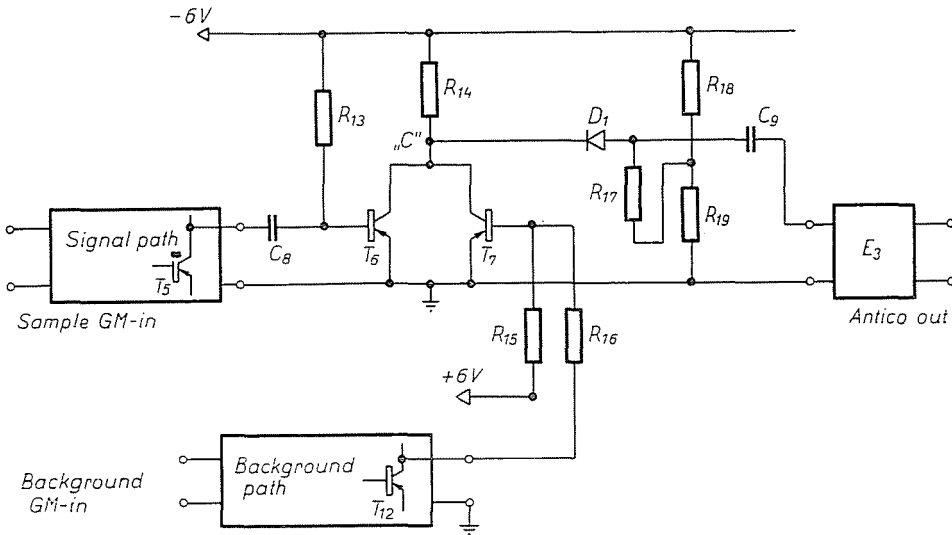 -6V
R13
R14
R18
D1
C9
„C"
R17
R19
Signal path
T5
C8
T6
T7
E3
Sample GM-in
Antico out
R15
R16
+6V
Background
GM-in
Background
path
T12